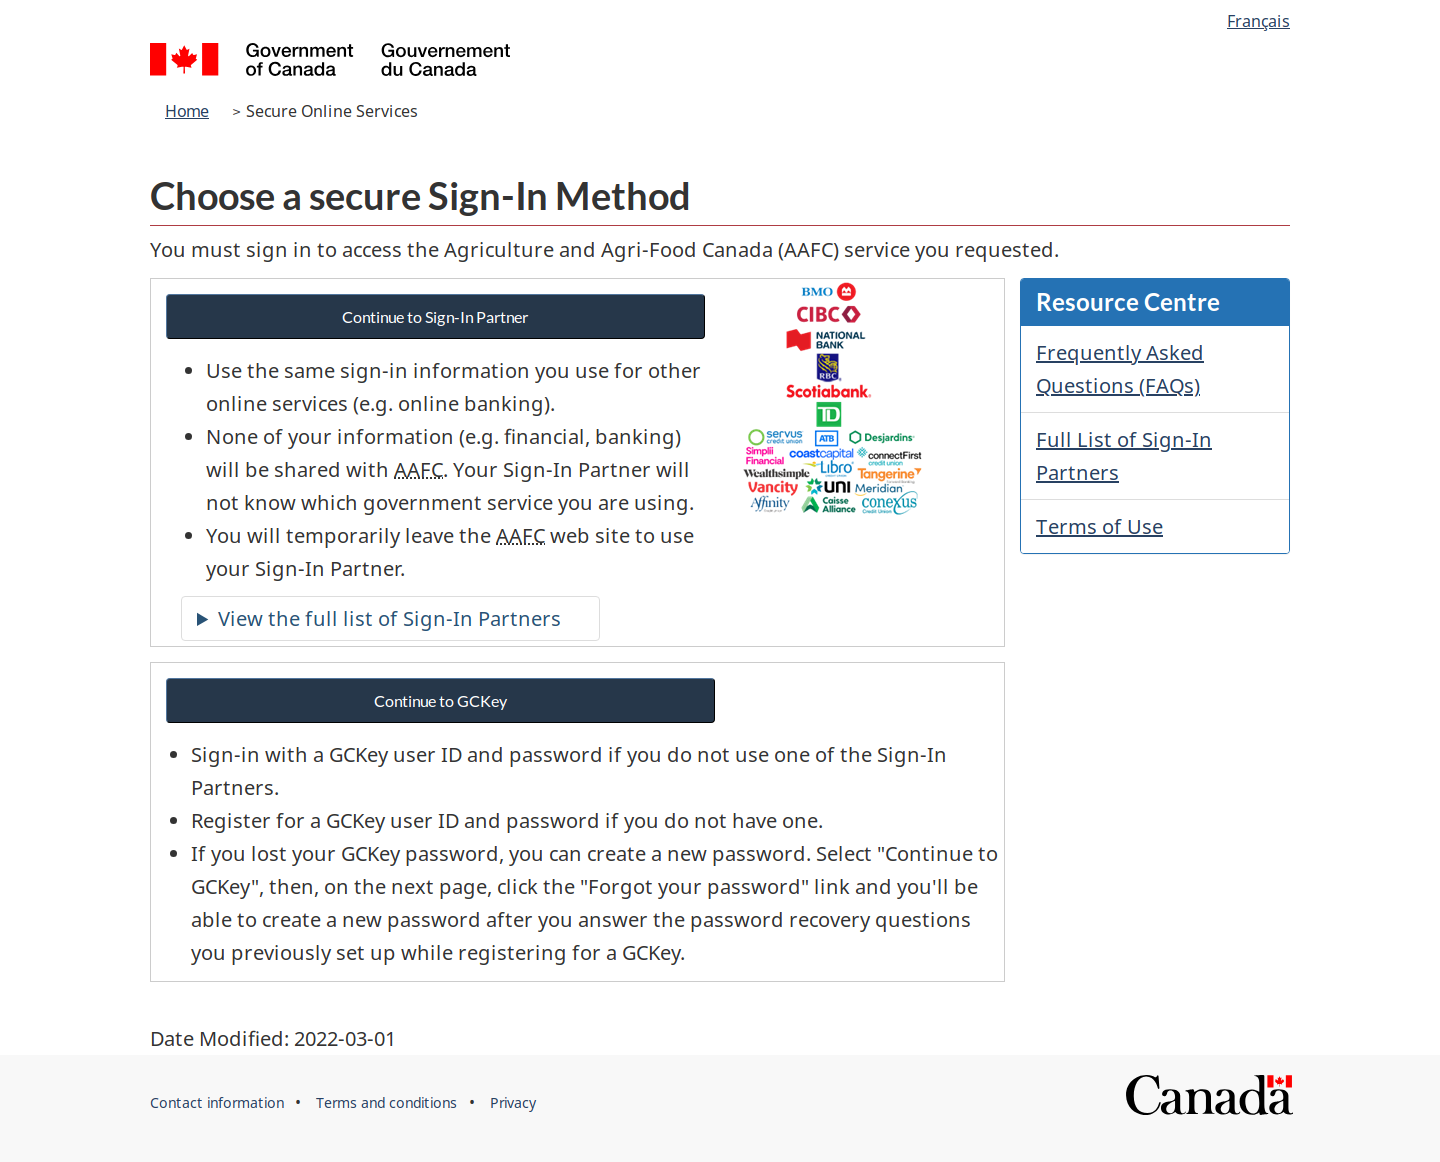 Français
Government of Canada
Gouvernement du Canada
Home > Secure Online Services
Choose a secure Sign-In Method
You must sign in to access the Agriculture and Agri-Food Canada (AAFC) service you requested.
Continue to Sign-In Partner
• Use the same sign-in information you use for other
online services (e.g. online banking).
• None of your information (e.g. financial, banking)
will be shared with AAFC. Your Sign-In Partner will
not know which government service you are using.
• You will temporarily leave the AAFC web site to use
your Sign-In Partner.
View the full list of Sign-In Partners
BMO
CIBC
NATIONAL
BANK
RBC
Scotiabank
TD
servus credit union
ATB
Desjardins
Simplii Financial
coastcapital
connectFirst credit union
Wealthsimple
Libro
Tangerine
Vancity
UNI
Meridian
Affinity
Caisse Alliance
conexus Credit Union
Resource Centre
Frequently Asked
Questions (FAQs)
Full List of Sign-In
Partners
Terms of Use
Continue to GCKey
• Sign-in with a GCKey user ID and password if you do not use one of the Sign-In
Partners.
• Register for a GCKey user ID and password if you do not have one.
• If you lost your GCKey password, you can create a new password. Select "Continue to
GCKey", then, on the next page, click the "Forgot your password" link and you'll be
able to create a new password after you answer the password recovery questions
you previously set up while registering for a GCKey.
Date Modified: 2022-03-01
Contact information • Terms and conditions • Privacy
Canada